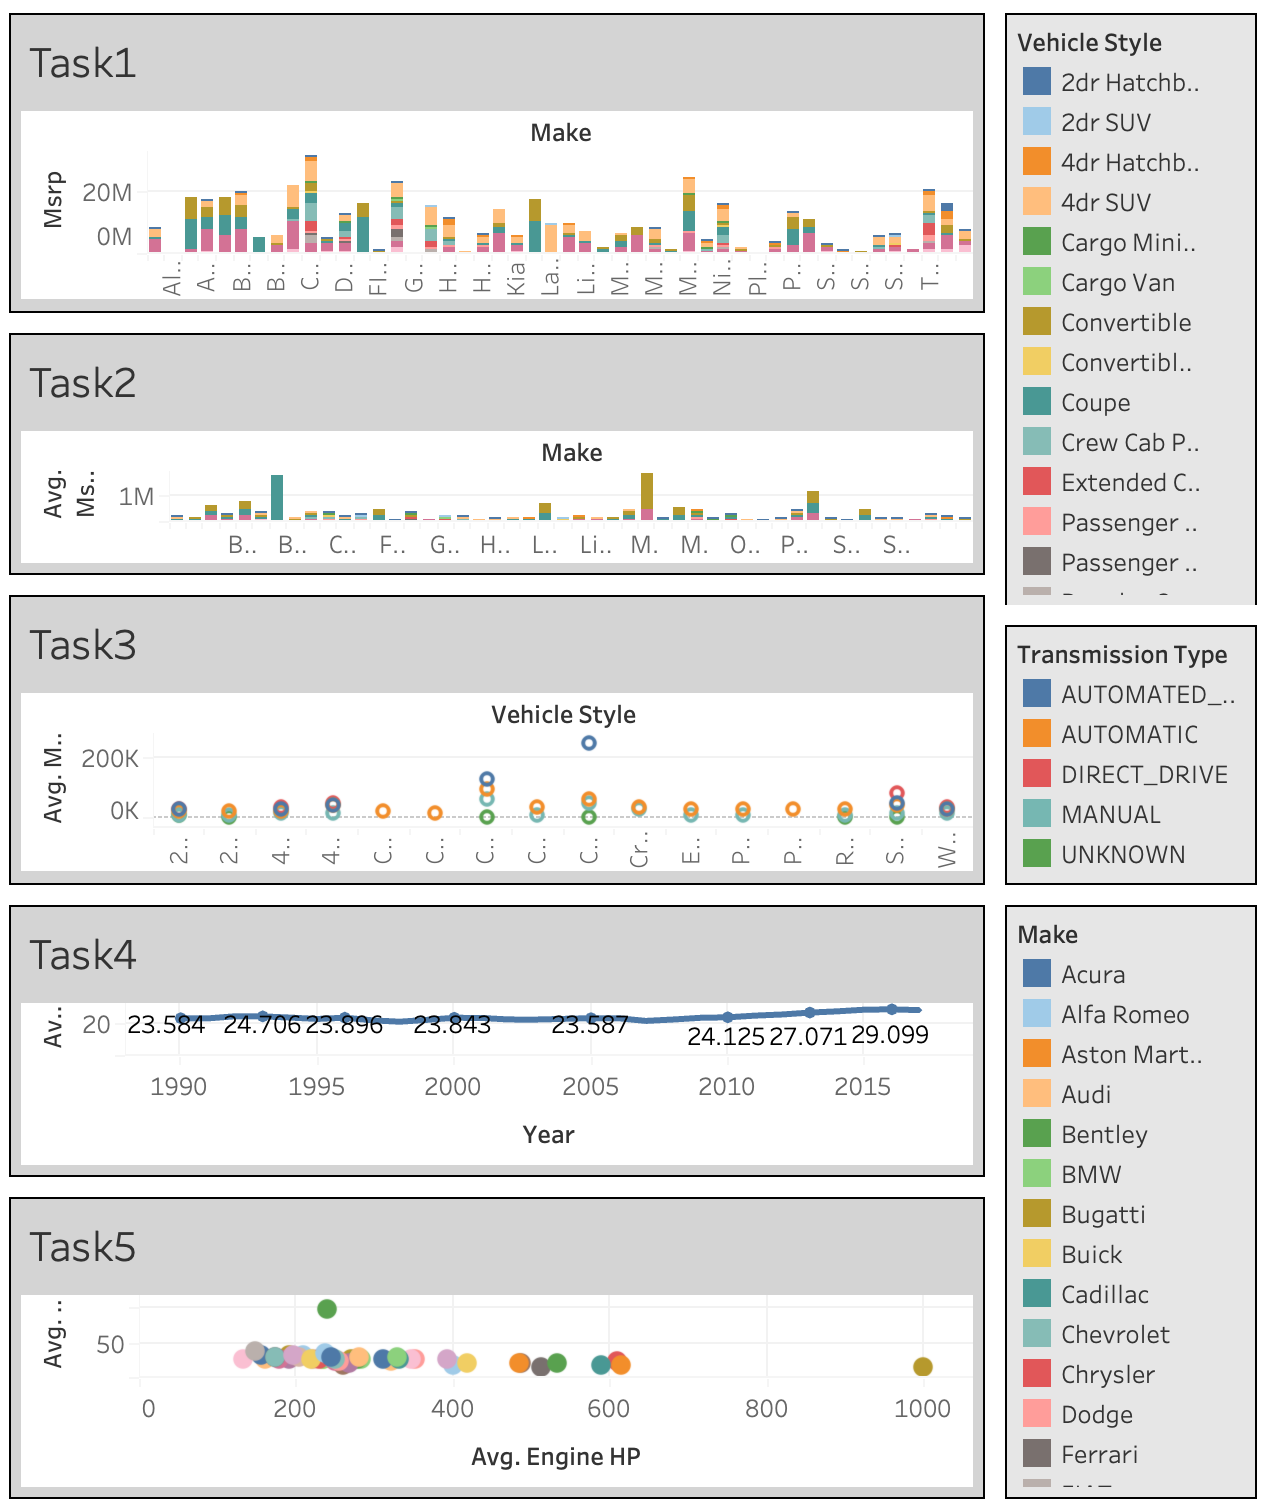 Task1
Make
Msrp
20M
0M
Al..
A..
B..
B..
C..
D..
FI..
G..
H..
H..
Kia
La..
Li..
M..
M..
M..
Ni..
Pl..
P..
S..
S..
S..
T..
Task2
Make
Avg.
Ms..
1M
B..
B..
C..
F..
G..
H..
L..
Li..
M.
M.
O..
P..
S..
S..
Task3
Vehicle Style
Avg. M..
200K
0K
2..
2..
4..
4..
C..
C..
C..
C..
C..
Cr..
E..
P..
P..
R..
S..
W..
Task4
Av..
20
23.584
24.706
23.896
23.843
23.587
24.125
27.071
29.099
1990
1995
2000
2005
2010
2015
Year
Task5
Avg. ..
50
0
200
400
600
800
1000
Avg. Engine HP
Vehicle Style
2dr Hatchb..
2dr SUV
4dr Hatchb..
4dr SUV
Cargo Mini..
Cargo Van
Convertible
Convertibl..
Coupe
Crew Cab P..
Extended C..
Passenger ..
Passenger ..
Transmission Type
AUTOMATED_..
AUTOMATIC
DIRECT_DRIVE
MANUAL
UNKNOWN
Make
Acura
Alfa Romeo
Aston Mart..
Audi
Bentley
BMW
Bugatti
Buick
Cadillac
Chevrolet
Chrysler
Dodge
Ferrari